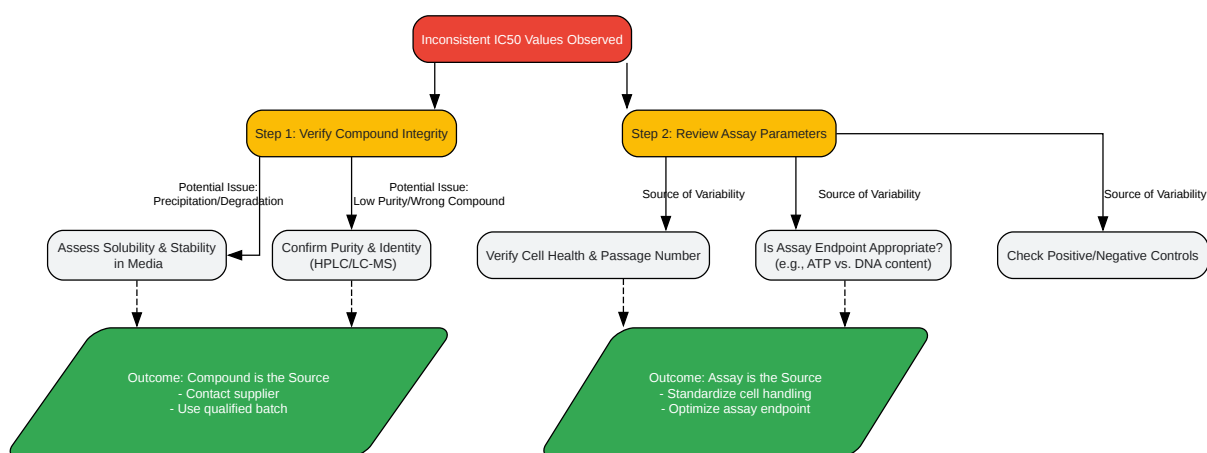 Inconsistent IC50 Values Observed
Step 1: Verify Compound Integrity
Step 2: Review Assay Parameters
Potential Issue:
Precipitation/Degradation
Potential Issue:
Low Purity/Wrong Compound
Source of Variability
Source of Variability
Source of Variability
Assess Solubility & Stability
in Media
Confirm Purity & Identity
(HPLC/LC-MS)
Verify Cell Health & Passage Number
Is Assay Endpoint Appropriate?
(e.g., ATP vs. DNA content)
Check Positive/Negative Controls
Outcome: Compound is the Source
- Contact supplier
- Use qualified batch
Outcome: Assay is the Source
- Standardize cell handling
- Optimize assay endpoint